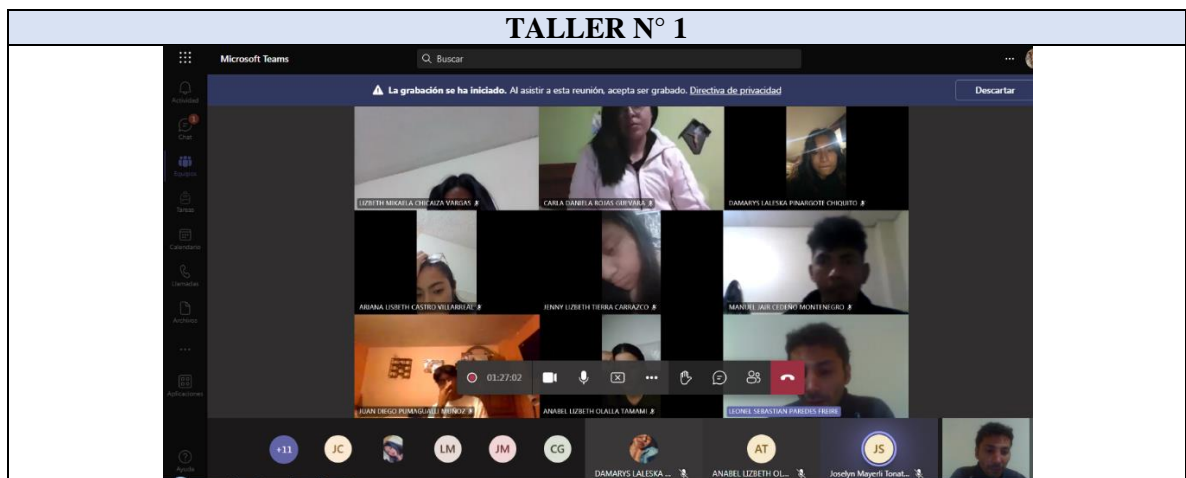 TALLER N° 1
Microsoft Teams
Buscar
La grabación se ha iniciado. Al asistir a esta reunión, acepta ser grabado. Directiva de privacidad
Descartar
Actividad
Chat
1
Equipos
Tareas
Calendario
Llamadas
Archivos
Aplicaciones
Ayuda
LIZBETH MIKAELA CHICAIZA VARGAS
CARLA DANIELA ROJAS GUEVARA
DAMARYS LALESKA PINARGOTE CHIQUITO
ARIANA LISBETH CASTRO VILLARREAL
JENNY LIZBETH TIERRA CARRAZCO
MANUEL JAIR CEDEÑO MONTENEGRO
01:27:02
JUAN DIEGO PUMAGUALLI MUÑOZ
ANABEL LIZBETH OLALLA TAMAMI
LEONEL SEBASTIAN PAREDES FREIRE
+11
JC
LM
JM
CG
AT
JS
DAMARYS LALESKA ...
ANABEL LIZBETH OL...
Joselyn Mayerli Tonat...